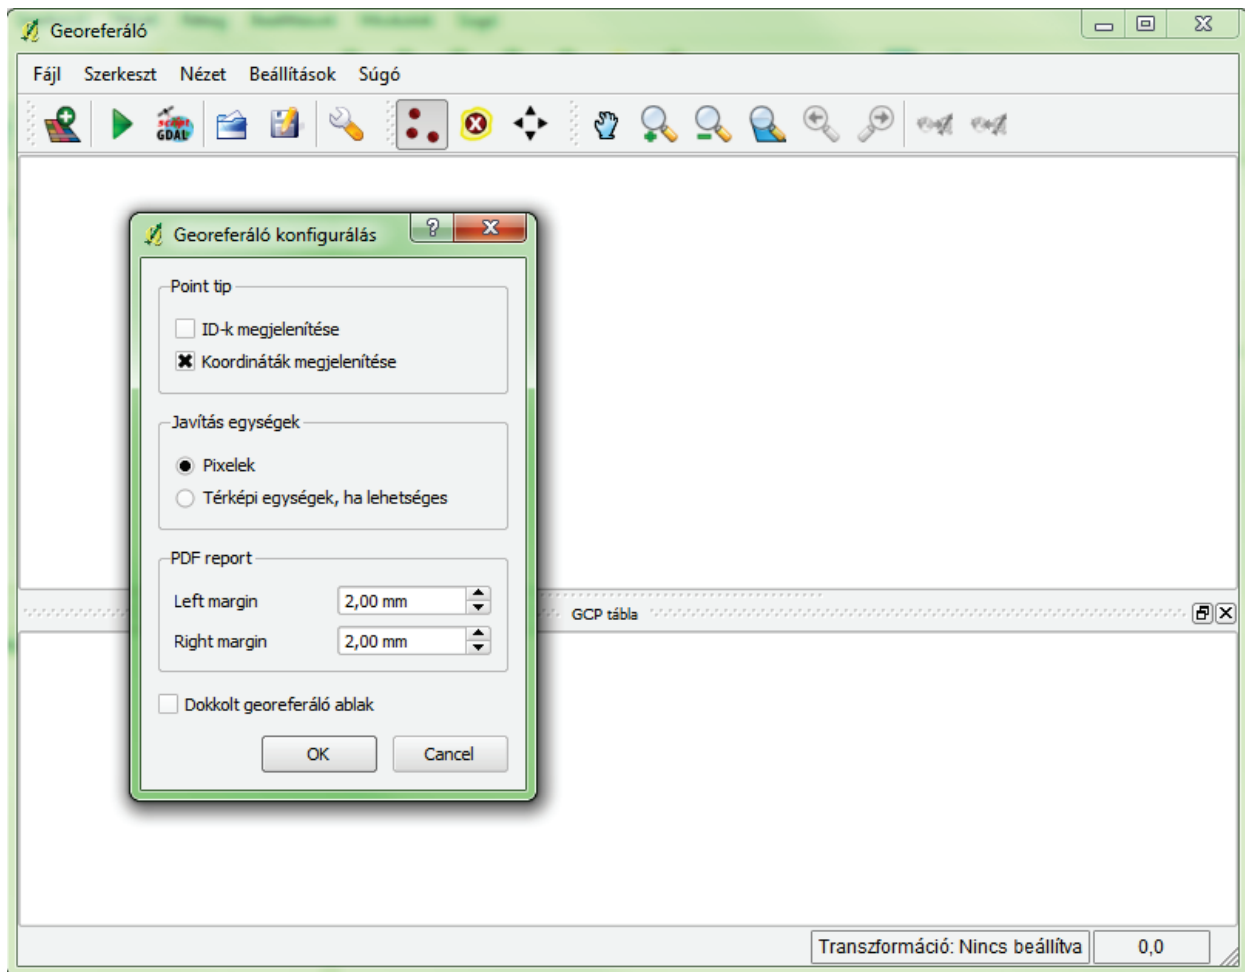 Georeferáló
Fájl Szerkeszt Nézet Beállítások Súgó
script
GDAL
Georeferáló konfigurálás
Point tip
ID-k megjelenítése
Koordináták megjelenítése
Javítás egységek
Pixelek
Térképi egységek, ha lehetséges
PDF report
Left margin 2,00 mm
Right margin 2,00 mm
Dokkolt georeferáló ablak
OK Cancel
GCP tábla
Transzformáció: Nincs beállítva 0,0